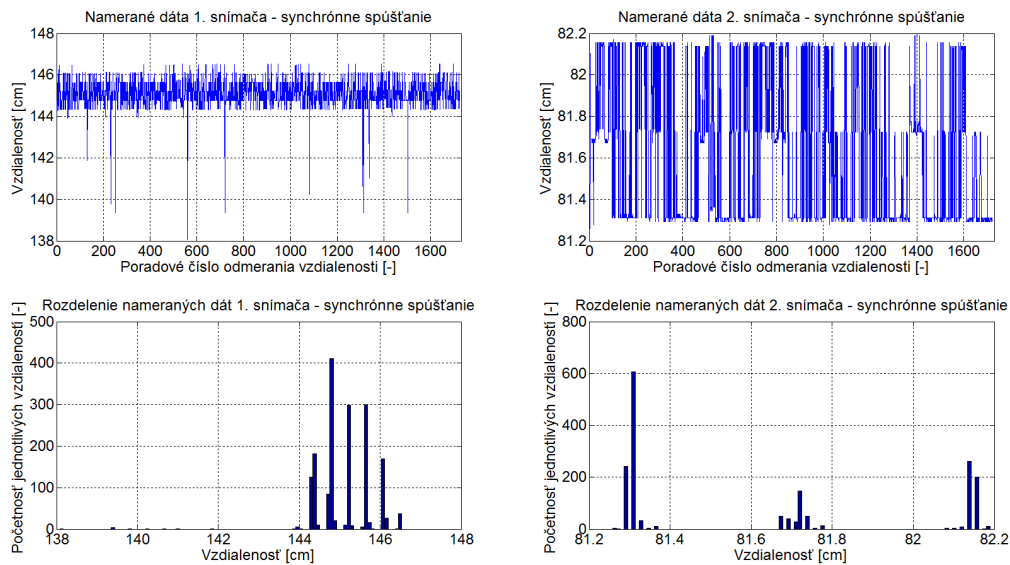 Namerané dáta 1. snímača - synchrónne spúšťanie
148
146
144
142
140
138
Vzdialenosť [cm]
0 200 400 600 800 1000 1200 1400 1600
Poradové číslo odmerania vzdialenosti [-]
Namerané dáta 2. snímača - synchrónne spúšťanie
82.2
82
81.8
81.6
81.4
81.2
Vzdialenosť [cm]
0 200 400 600 800 1000 1200 1400 1600
Poradové číslo odmerania vzdialenosti [-]
Rozdelenie nameraných dát 1. snímača - synchrónne spúšťanie
500
400
300
200
100
0
Početnosť jednotlivých vzdialeností [-]
138 140 142 144 146 148
Vzdialenosť [cm]
Rozdelenie nameraných dát 2. snímača - synchrónne spúšťanie
800
600
400
200
0
Početnosť jednotlivých vzdialeností [-]
81.2 81.4 81.6 81.8 82 82.2
Vzdialenosť [cm]